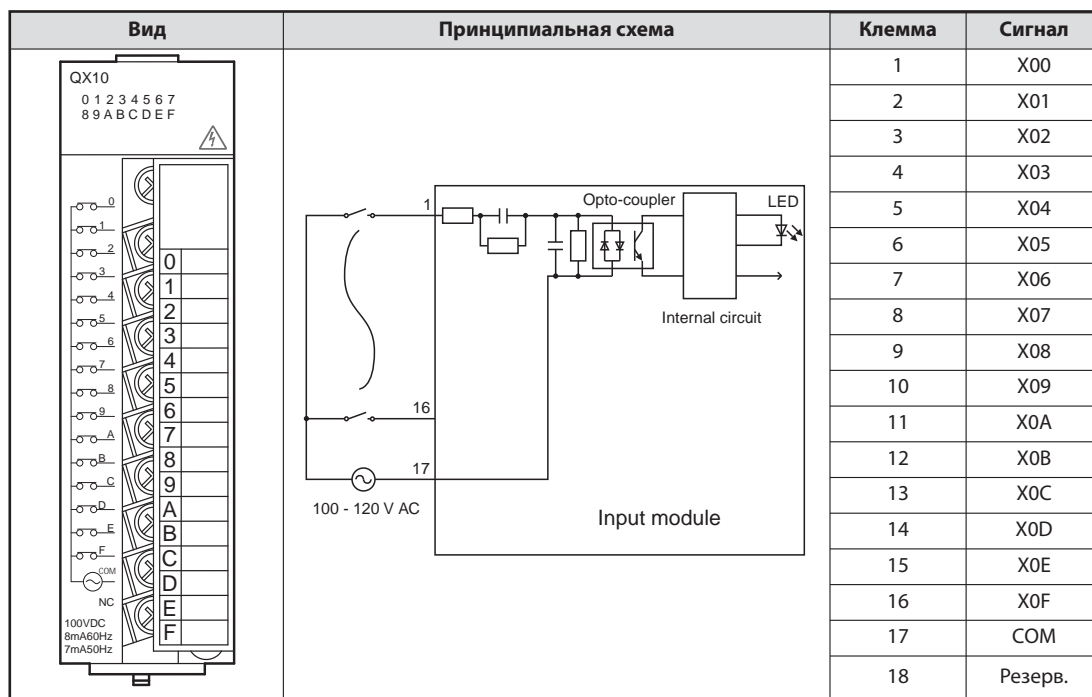 Вид Принципиальная схема Клемма Сигнал
QX10
0 1 2 3 4 5 6 7
8 9 A B C D E F
0
1
2
3
4
5
6
7
8
9
A
B
C
D
E
F
COM
NC
100VDC
8mA60Hz
7mA50Hz
0
1
2
3
4
5
6
7
8
9
A
B
C
D
E
F
1
Opto-coupler
LED
Internal circuit
16
17
100 - 120 V AC
Input module
1 X00
2 X01
3 X02
4 X03
5 X04
6 X05
7 X06
8 X07
9 X08
10 X09
11 X0A
12 X0B
13 X0C
14 X0D
15 X0E
16 X0F
17 COM
18 Резерв.